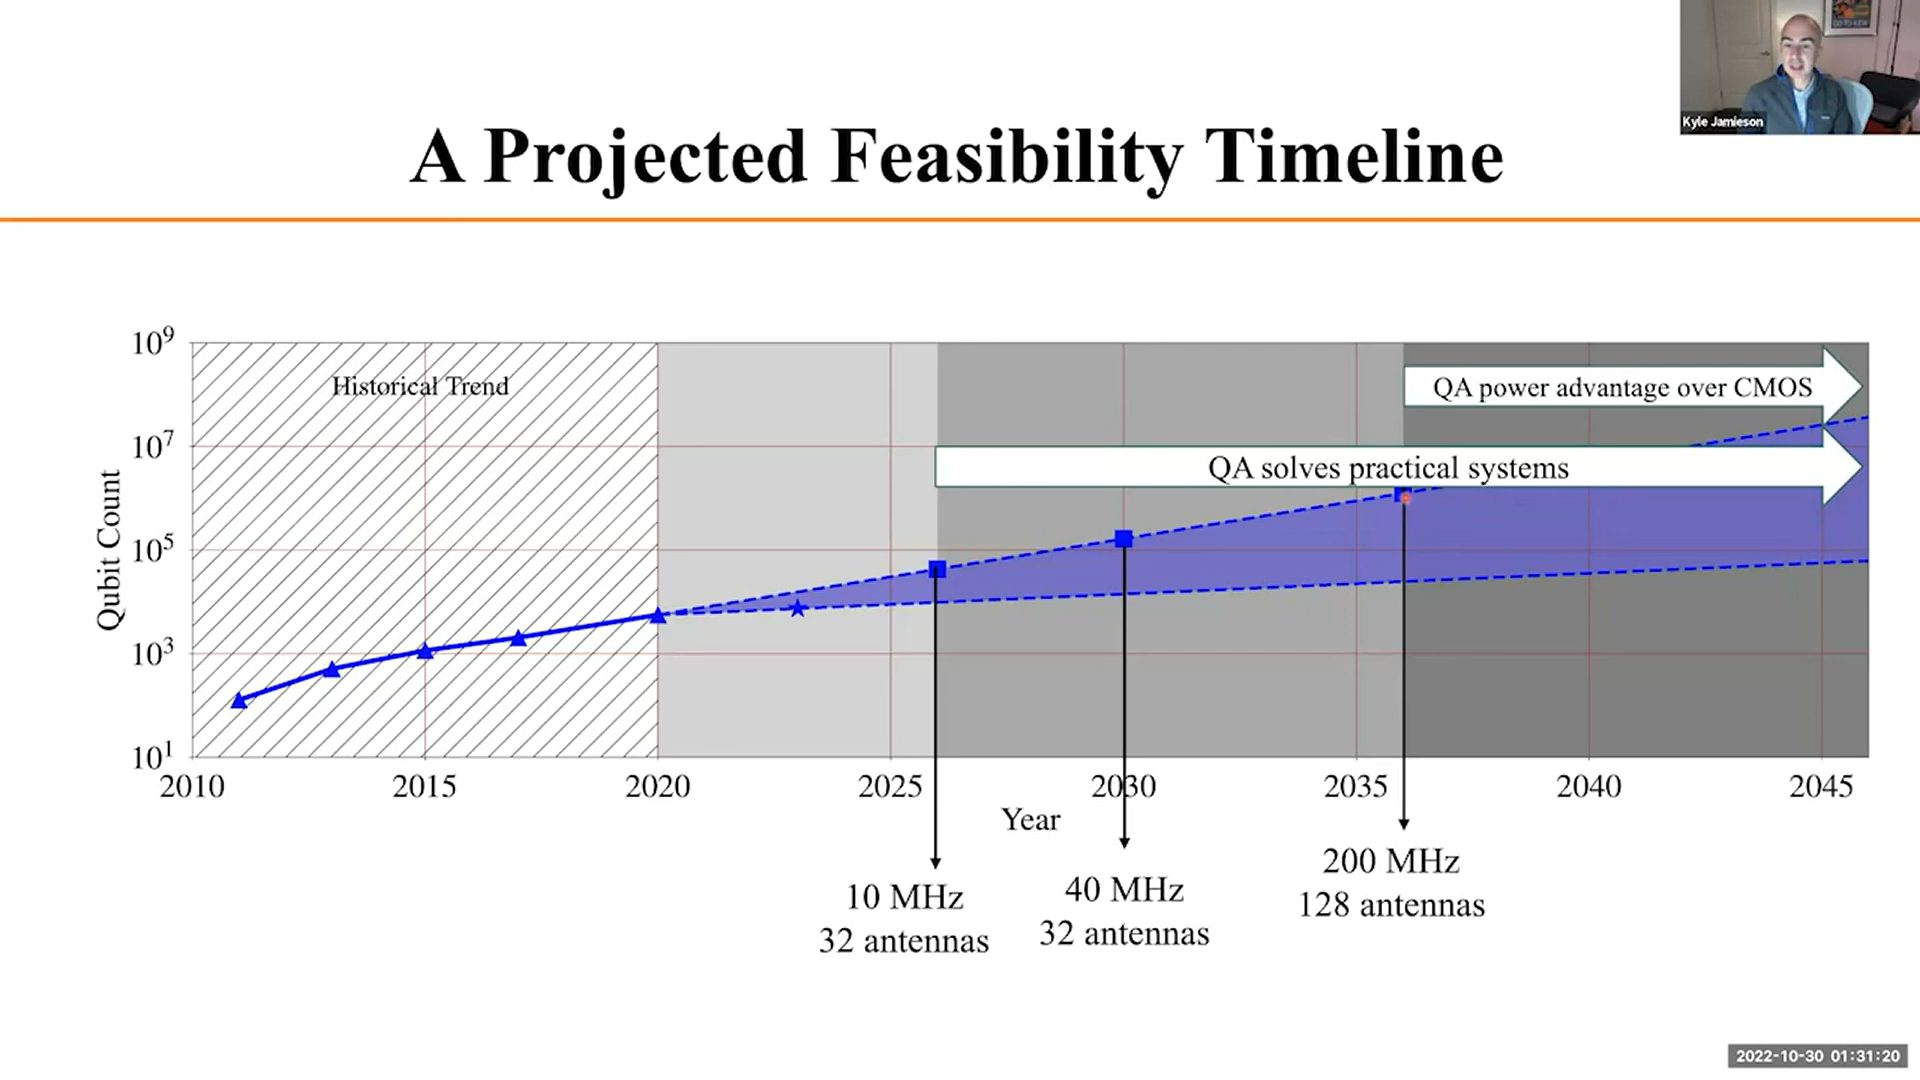 Kyle Jamieson
A Projected Feasibility Timeline
10⁹
10⁷
10⁵
10³
10¹
Qubit Count
Historical Trend
QA power advantage over CMOS
QA solves practical systems
2010 2015 2020 2025 2030 2035 2040 2045
Year
10 MHz
32 antennas
40 MHz
32 antennas
200 MHz
128 antennas
2022-10-30 01:31:20